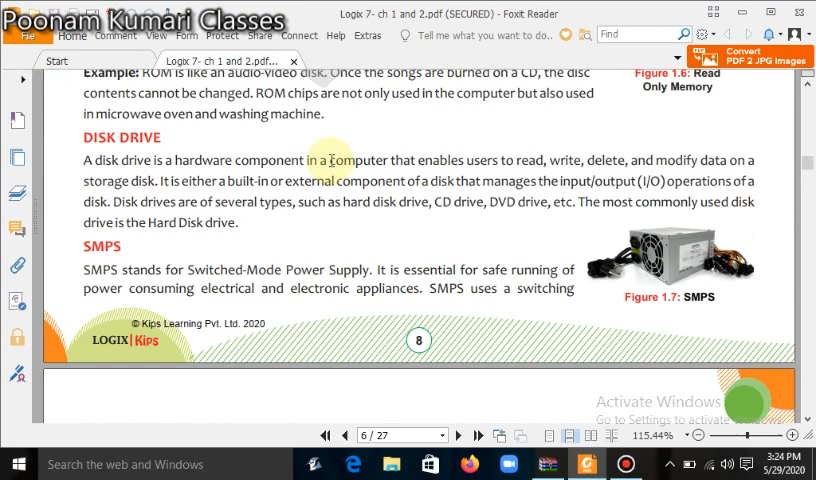 Poonam Kumari Classes
Logix 7- ch 1 and 2.pdf (SECURED) - Foxit Reader
File Home Comment View Form Protect Share Connect Help Extras Tell me what you want to do... Find
Start Logix 7- ch 1 and 2.pdf...
Convert
PDF 2 JPG Images
Example: ROM is like an audio-video disk. Once the songs are burned on a CD, the disc
contents cannot be changed. ROM chips are not only used in the computer but also used
in microwave oven and washing machine.
Figure 1.6: Read
Only Memory
DISK DRIVE
A disk drive is a hardware component in a computer that enables users to read, write, delete, and modify data on a
storage disk. It is either a built-in or external component of a disk that manages the input/output (I/O) operations of a
disk. Disk drives are of several types, such as hard disk drive, CD drive, DVD drive, etc. The most commonly used disk
drive is the Hard Disk drive.
SMPS
SMPS stands for Switched-Mode Power Supply. It is essential for safe running of
power consuming electrical and electronic appliances. SMPS uses a switching
Figure 1.7: SMPS
© Kips Learning Pvt. Ltd. 2020
LOGIX Kips
8
Activate Windows
Go to Settings to activate Windows.
6 / 27
115.44%
Search the web and Windows
3:24 PM
5/29/2020